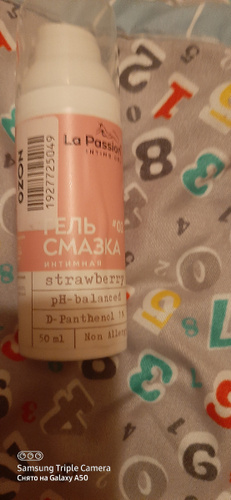 La Passion
INTIME
OZON
1927725049
ГЕЛЬ
СМАЗКА
ИНТИМНАЯ
strawberry
pH-balanced
D-Panthenol
50 ml
Non
Samsung Triple Camera
Снято на Galaxy A50